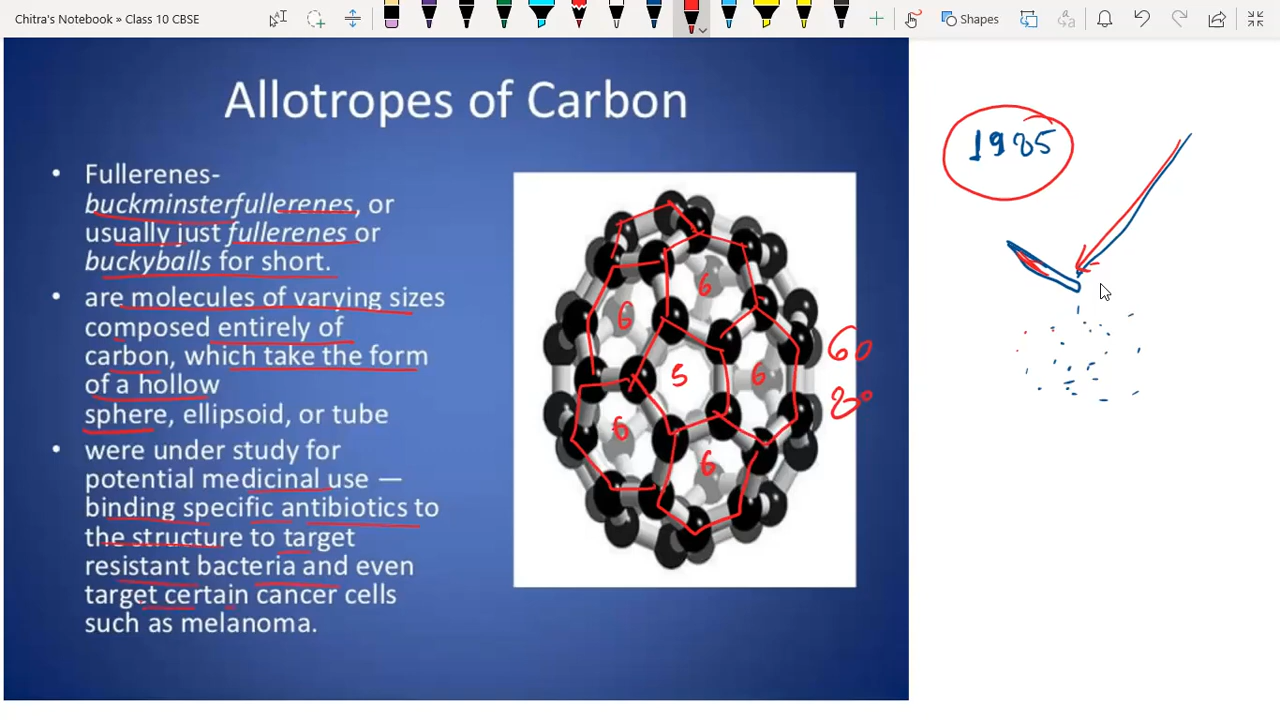 Chitra's Notebook » Class 10 CBSE
Shapes
Allotropes of Carbon
• Fullerenes-
buckminsterfullerenes, or
usually just fullerenes or
buckyballs for short.
• are molecules of varying sizes
composed entirely of
carbon, which take the form
of a hollow
sphere, ellipsoid, or tube
• were under study for
potential medicinal use —
binding specific antibiotics to
the structure to target
resistant bacteria and even
target certain cancer cells
such as melanoma.
6
6
5
6
6
6
60
20
1985